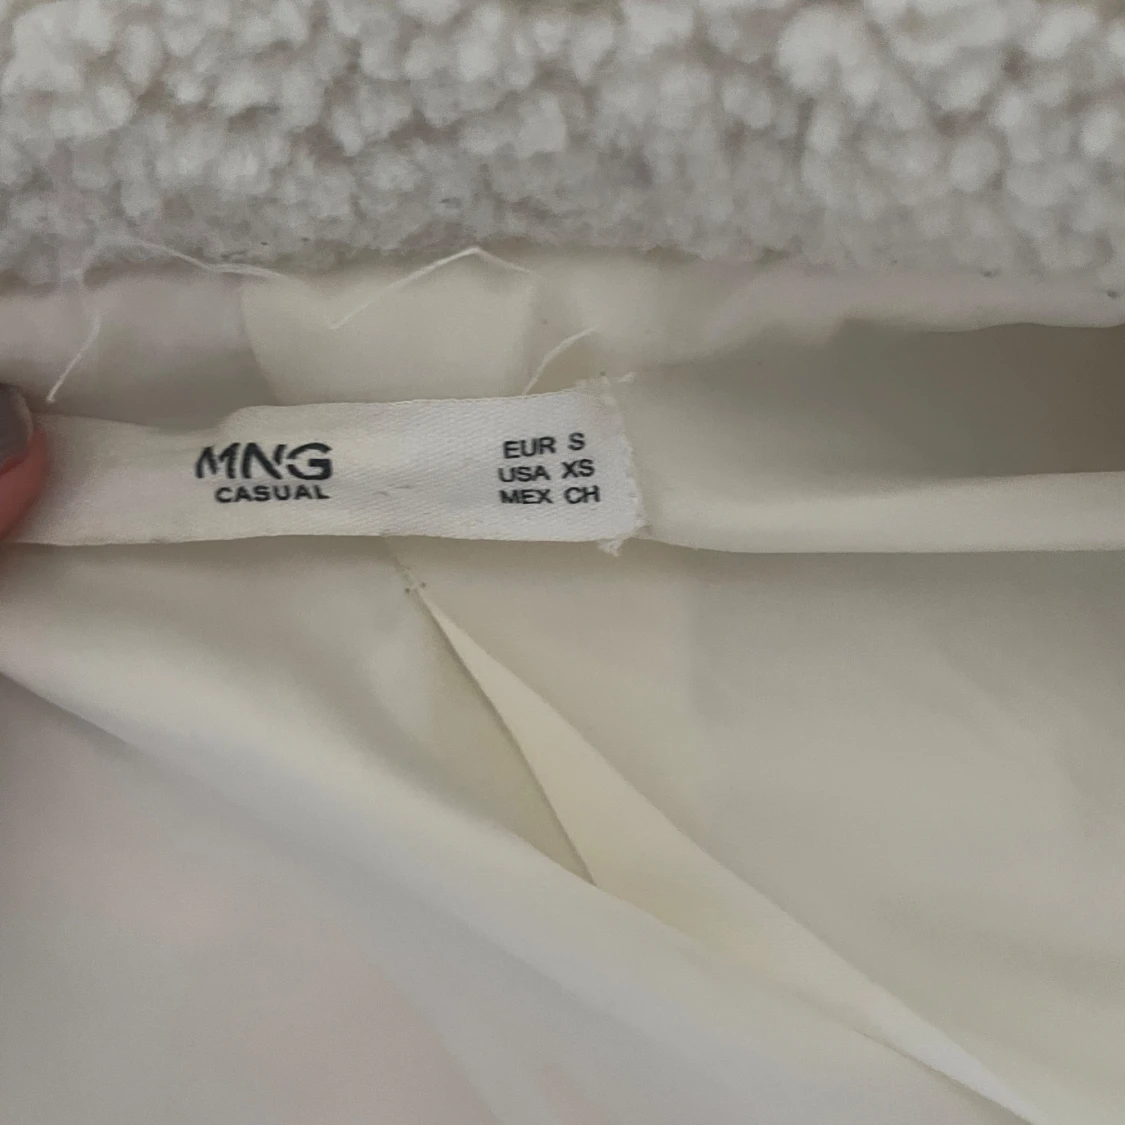 MNG
CASUAL
EUR S
USA XS
MEX CH